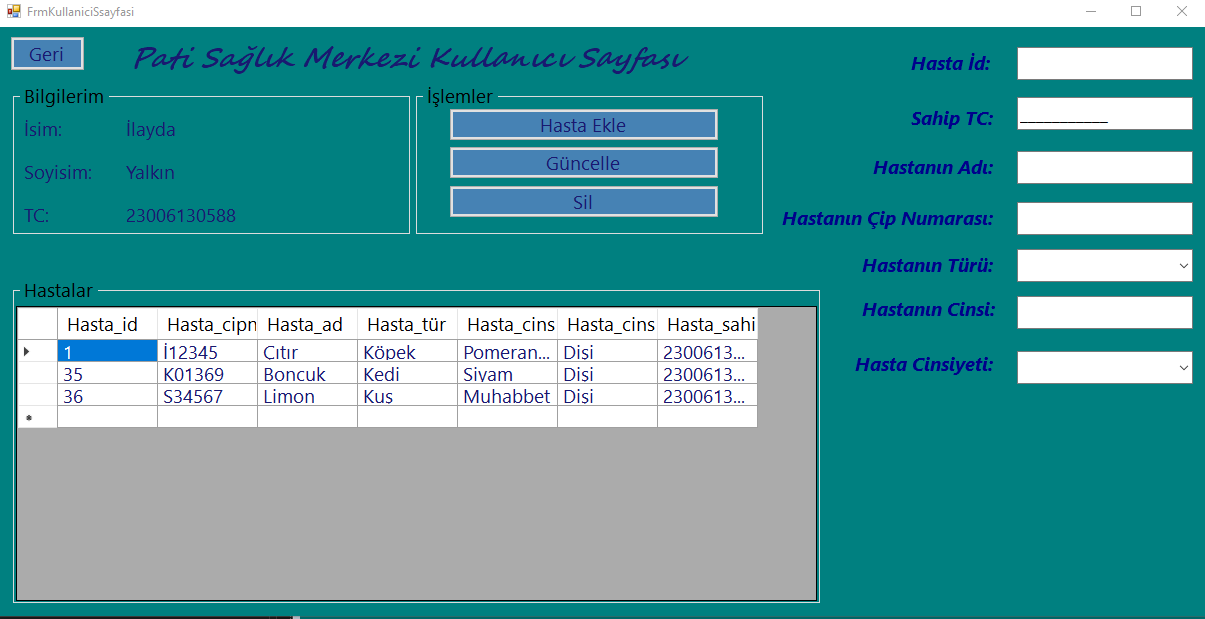 FrmKullaniciSsayfasi
Geri
Pati Sağlık Merkezi Kullanıcı Sayfası
Bilgilerim
İsim: İlayda
Soyisim: Yalkın
TC: 23006130588
İşlemler
Hasta Ekle
Güncelle
Sil
Hasta İd:
Sahip TC: ___________
Hastanın Adı:
Hastanın Çip Numarası:
Hastanın Türü:
Hastanın Cinsi:
Hasta Cinsiyeti:
Hastalar
Hasta_id Hasta_cipn Hasta_ad Hasta_tür Hasta_cins Hasta_cins Hasta_sahi
1 İ12345 Cıtır Köpek Pomeran... Disi 2300613...
35 K01369 Boncuk Kedi Siyam Disi 2300613...
36 S34567 Limon Kus Muhabbet Disi 2300613...